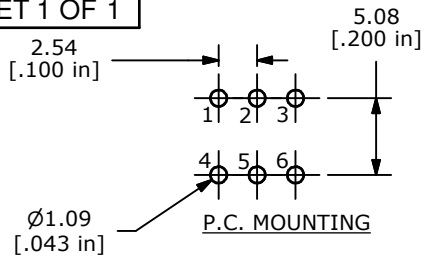 ET 1 OF 1
2.54
[.100 in]
5.08
[.200 in]
1 2 3
4 5 6
Ø1.09
[.043 in]
P.C. MOUNTING